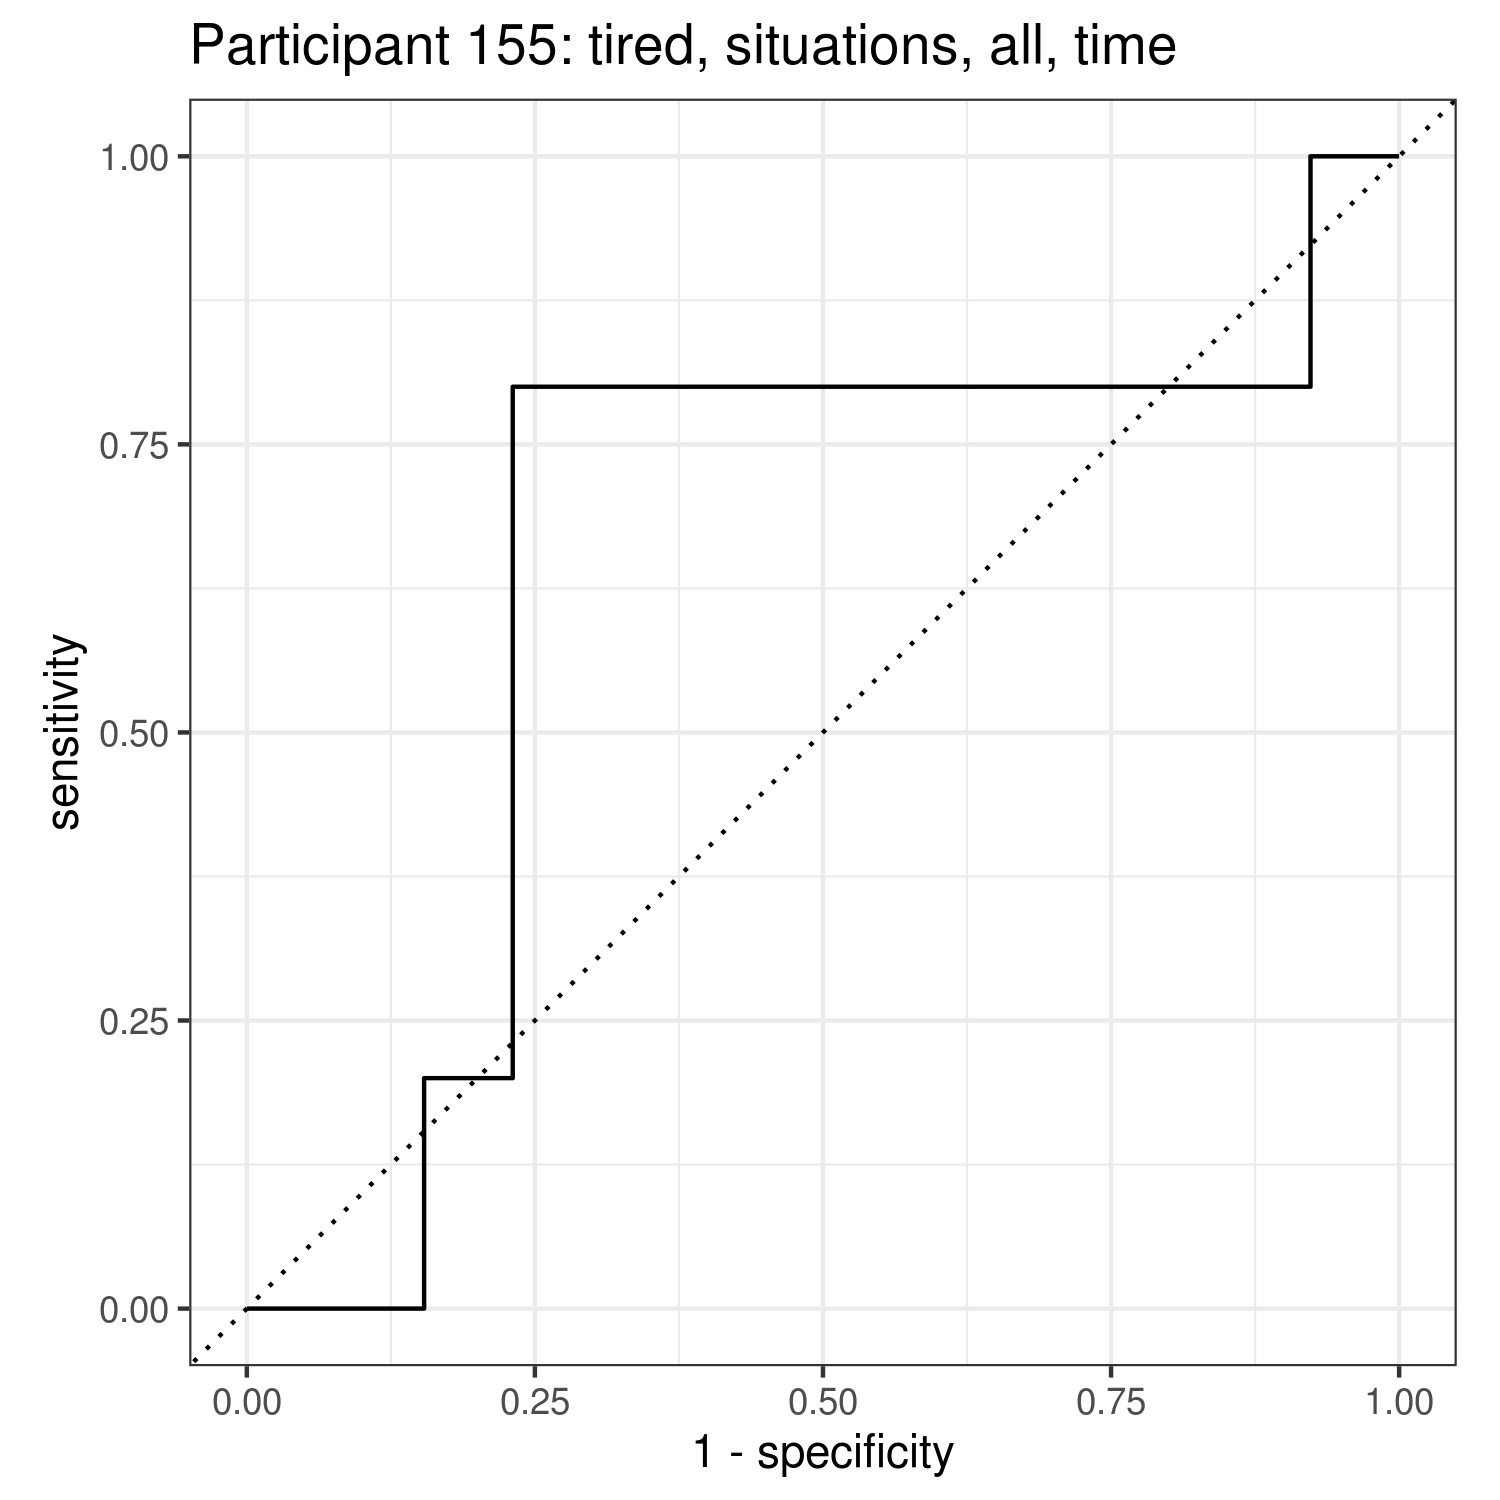 Participant 155: tired, situations, all, time
1.00
0.75
0.50
0.25
0.00
sensitivity
0.00 0.25 0.50 0.75 1.00
1 - specificity